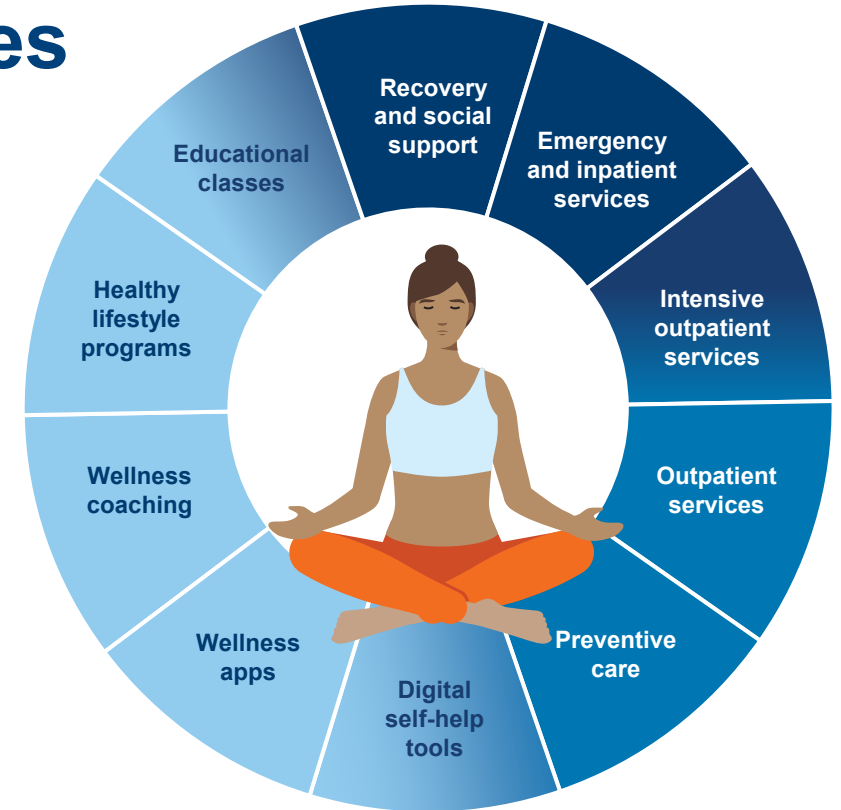 es
Recovery
and social
support
Emergency
and inpatient
services
Intensive
outpatient
services
Outpatient
services
Preventive
care
Digital
self-help
tools
Wellness
apps
Wellness
coaching
Healthy
lifestyle
programs
Educational
classes